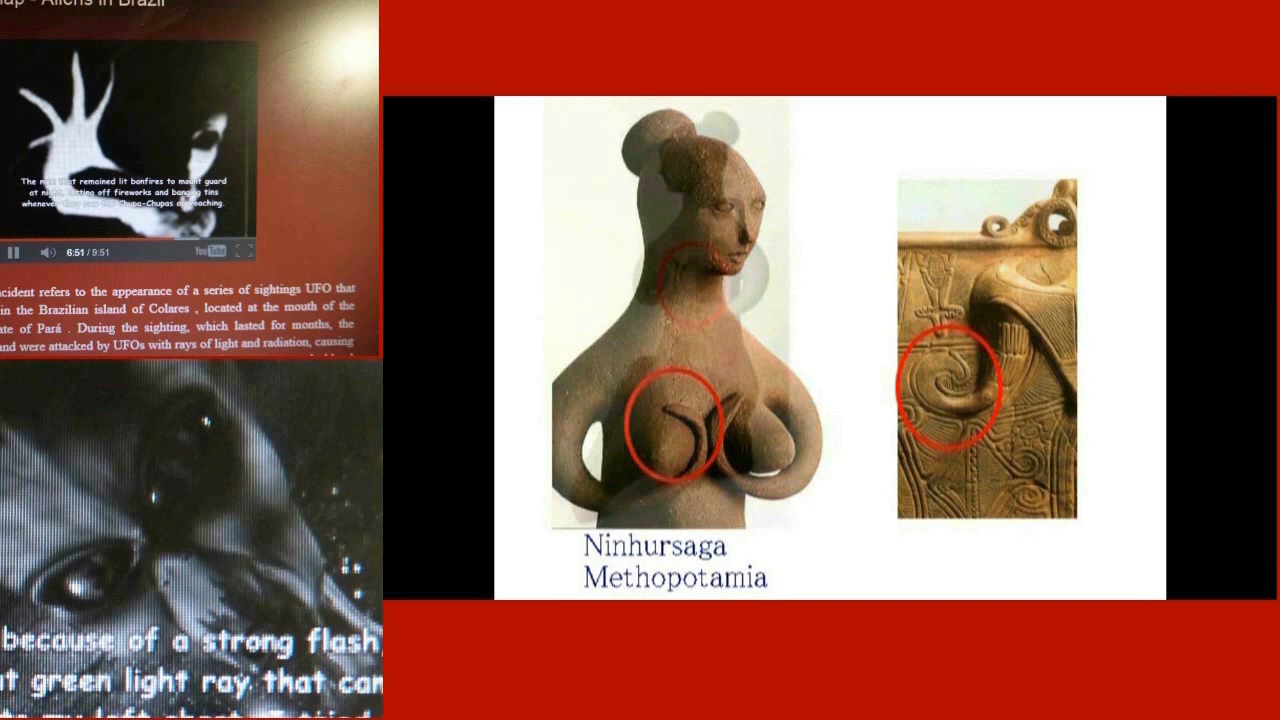 Aliens in Brazil
The men that remained lit bonfires to mount guard
at night, letting off fireworks and banging tins
whenever they saw the Chupa-Chupas approaching.
6:51 / 9:51
YouTube
refers to the appearance of a series of sightings UFO that
in the Brazilian island of Colares , located at the mouth of the
of Pará . During the sighting, which lasted for months, the
were attacked by UFOs with rays of light and radiation, causing
because of a strong flash,
green light ray that
Ninhursaga
Methopotamia